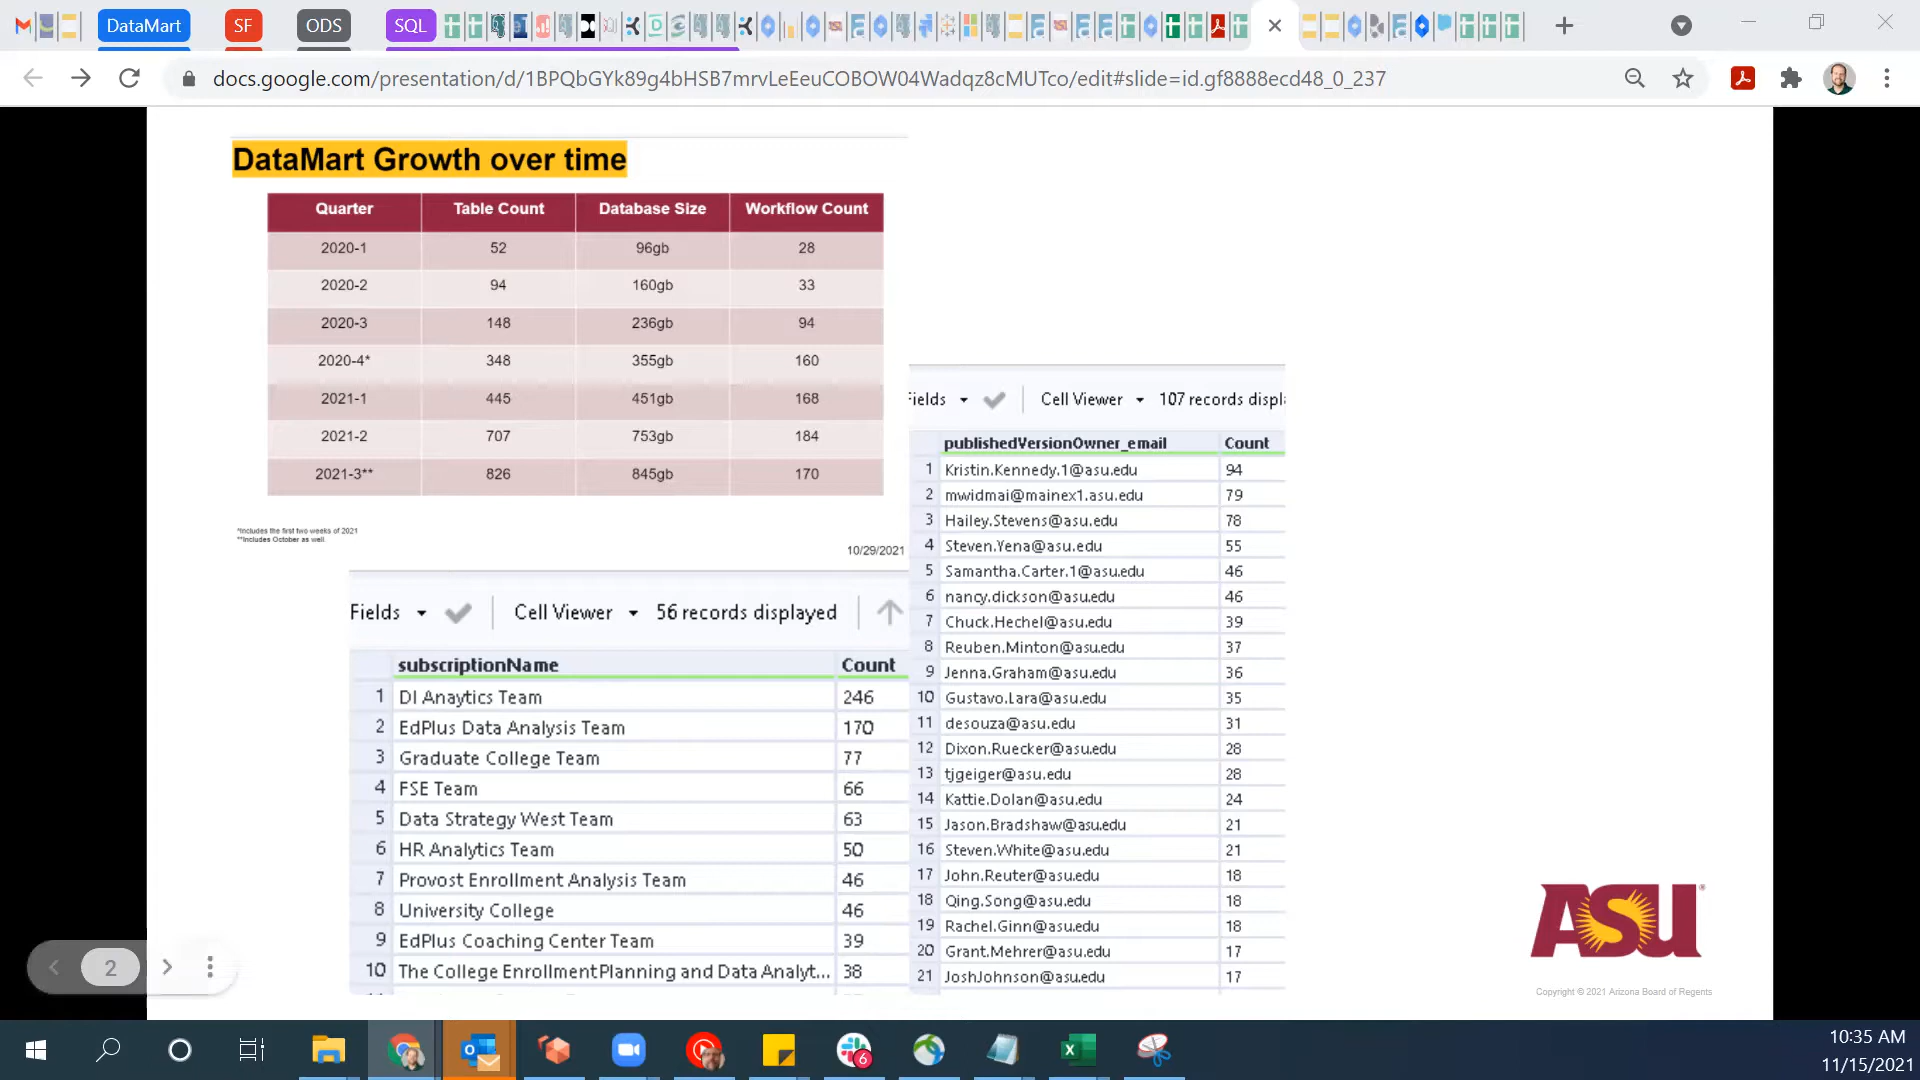 DataMart
SF
ODS
SQL
docs.google.com/presentation/d/1BPQbGYk89g4bHSB7mrvLeEeuCOBOW04Wadqz8cMUTco/edit#slide=id.gf8888ecd48_0_237
DataMart Growth over time
Quarter Table Count Database Size Workflow Count
2020-1 52 96gb 28
2020-2 94 160gb 33
2020-3 148 236gb 94
2020-4* 348 355gb 160
2021-1 445 451gb 168
2021-2 707 753gb 184
2021-3** 826 845gb 170
*Includes the first two weeks of 2021
**Includes October as well
10/29/2021
Fields Cell Viewer 56 records displayed
subscriptionName Count
1 DI Anaytics Team 246
2 EdPlus Data Analysis Team 170
3 Graduate College Team 77
4 FSE Team 66
5 Data Strategy West Team 63
6 HR Analytics Team 50
7 Provost Enrollment Analysis Team 46
8 University College 46
9 EdPlus Coaching Center Team 39
10 The College Enrollment Planning and Data Analyt... 38
Fields Cell Viewer 107 records displ
publishedVersionOwner_email Count
1 Kristin.Kennedy.1@asu.edu 94
2 mwidmai@mainex1.asu.edu 79
3 Hailey.Stevens@asu.edu 78
4 Steven.Yena@asu.edu 55
5 Samantha.Carter.1@asu.edu 46
6 nancy.dickson@asu.edu 46
7 Chuck.Hechel@asu.edu 39
8 Reuben.Minton@asu.edu 37
9 Jenna.Graham@asu.edu 36
10 Gustavo.Lara@asu.edu 35
11 desouza@asu.edu 31
12 Dixon.Ruecker@asu.edu 28
13 tjgeiger@asu.edu 28
14 Kattie.Dolan@asu.edu 24
15 Jason.Bradshaw@asu.edu 21
16 Steven.White@asu.edu 21
17 John.Reuter@asu.edu 18
18 Qing.Song@asu.edu 18
19 Rachel.Ginn@asu.edu 18
20 Grant.Mehrer@asu.edu 17
21 JoshJohnson@asu.edu 17
ASU
Copyright © 2021 Arizona Board of Regents
2
6
10:35 AM
11/15/2021